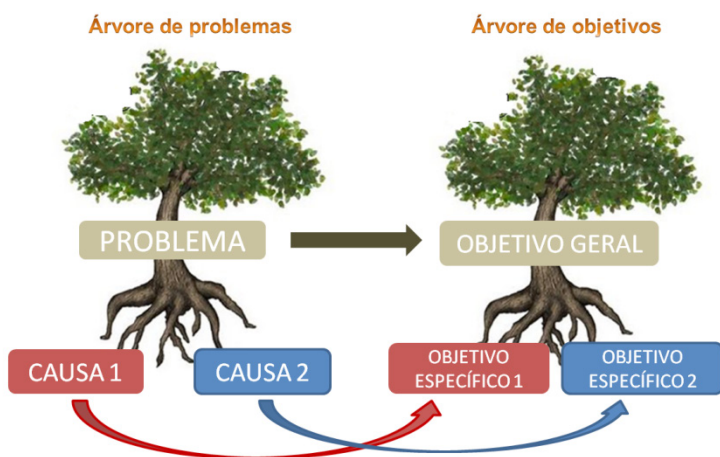 Árvore de problemas
Árvore de objetivos
PROBLEMA
OBJETIVO GERAL
CAUSA 1
CAUSA 2
OBJETIVO
ESPECÍFICO 1
OBJETIVO
ESPECÍFICO 2